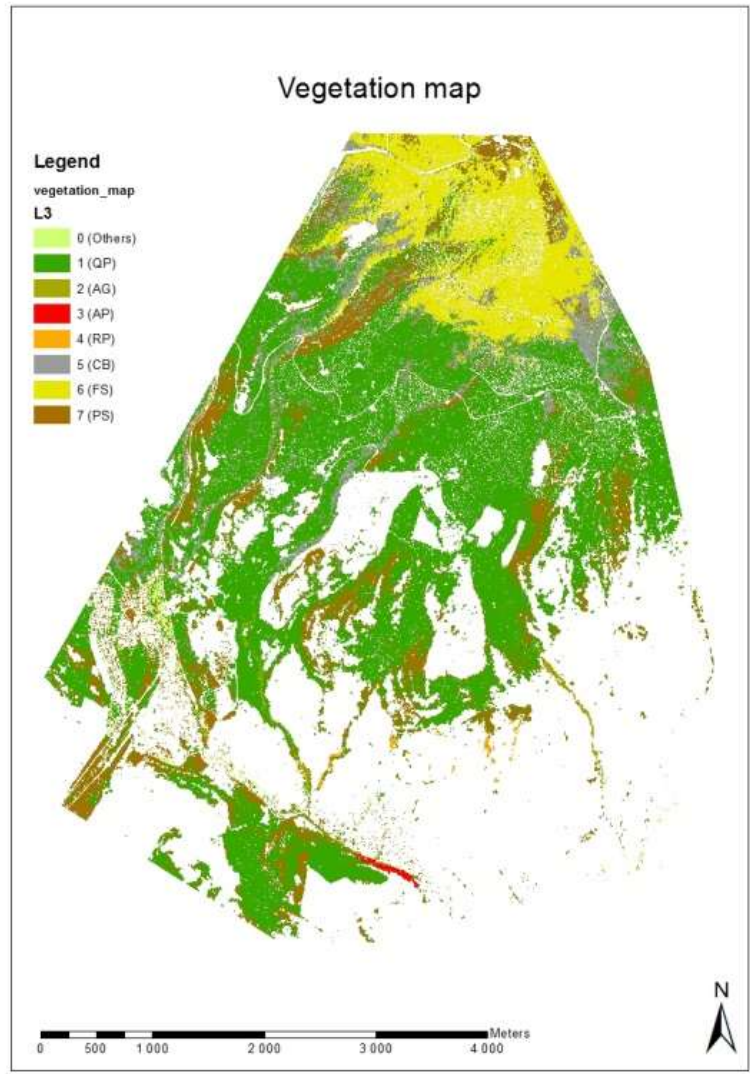 Vegetation map
Legend
vegetation_map
L3
0 (Others)
1 (QP)
2 (AG)
3 (AP)
4 (RP)
5 (CB)
6 (FS)
7 (PS)
N
Meters
0 500 1 000 2 000 3 000 4 000